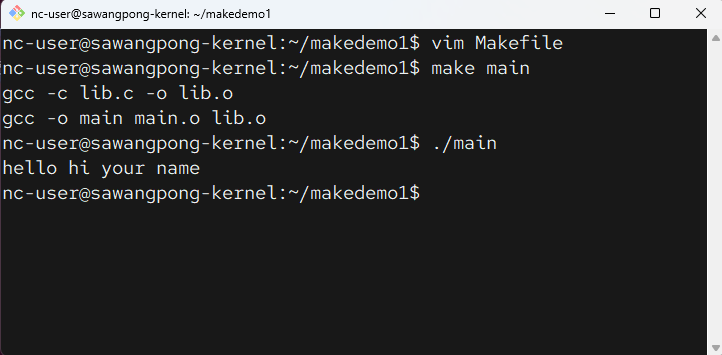 nc-user@sawangpong-kernel: ~/makedemo1
nc-user@sawangpong-kernel:~/makedemo1$ vim Makefile
nc-user@sawangpong-kernel:~/makedemo1$ make main
gcc -c lib.c -o lib.o
gcc -o main main.o lib.o
nc-user@sawangpong-kernel:~/makedemo1$ ./main
hello hi your name
nc-user@sawangpong-kernel:~/makedemo1$